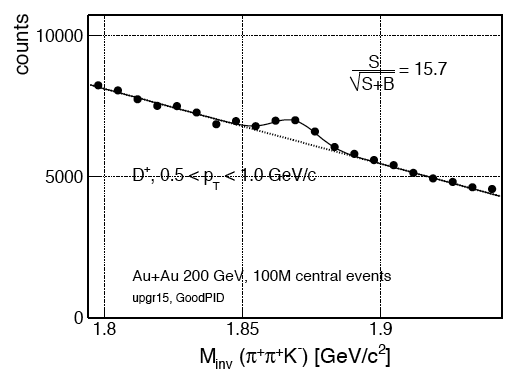 counts
10000
S
√S+B
= 15.7
5000
D⁺, 0.5 < p_T < 1.0 GeV/c
Au+Au 200 GeV, 100M central events
upgr15, GoodPID
0
1.8 1.85 1.9
M_inv (π⁺π⁺K⁻) [GeV/c²]